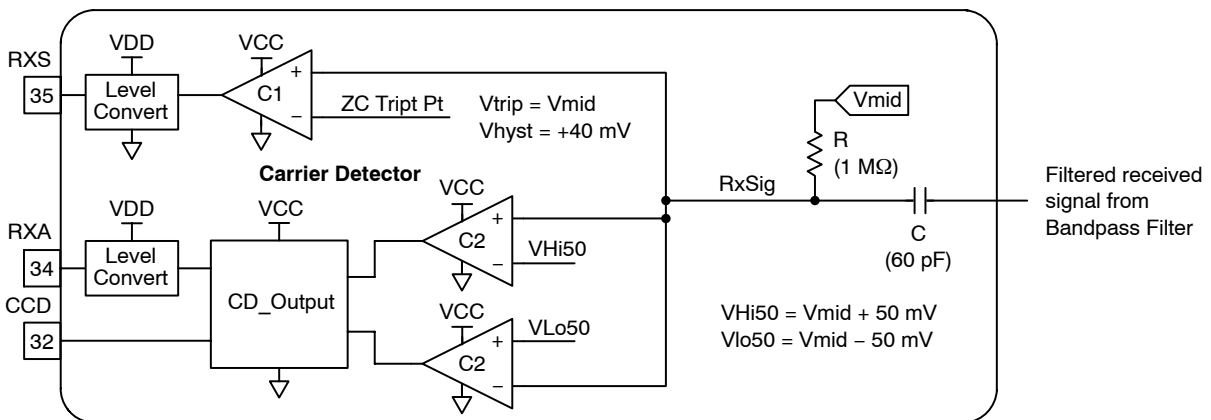 RXS
35
VDD
Level
Convert
VCC
C1
+
−
ZC Tript Pt
Vtrip = Vmid
Vhyst = +40 mV
Vmid
R
(1 MΩ)
Carrier Detector
RxSig
C
(60 pF)
Filtered received
signal from
Bandpass Filter
RXA
34
VDD
Level
Convert
CCD
32
VCC
CD_Output
VCC
C2
+
−
VHi50
VCC
C2
+
−
VLo50
VHi50 = Vmid + 50 mV
Vlo50 = Vmid − 50 mV